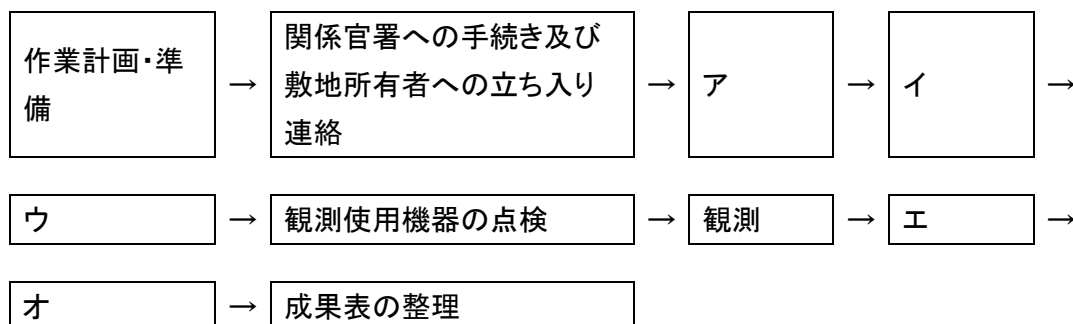 作業計画・準備 → 関係官署への手続き及び敷地所有者への立ち入り連絡 → ア → イ →
ウ → 観測使用機器の点検 → 観測 → エ →
オ → 成果表の整理